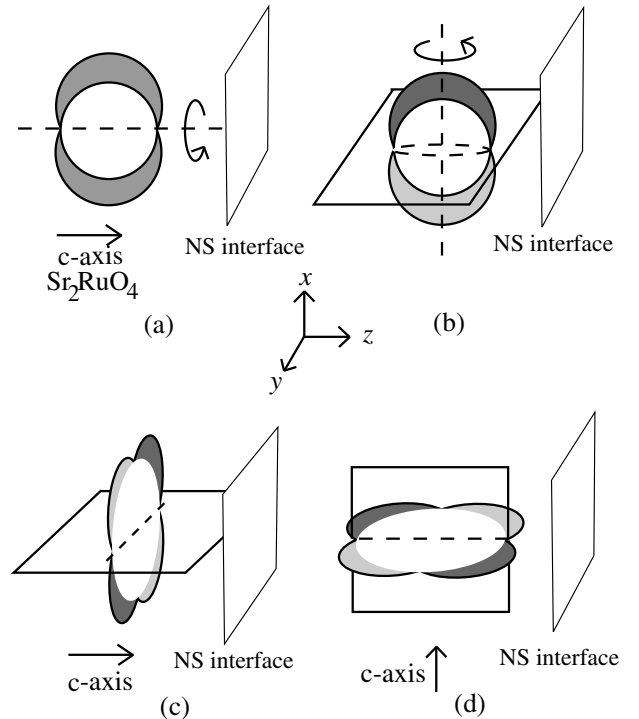 NS interface
c-axis
Sr2RuO4
(a)
NS interface
(b)
x
z
y
NS interface
c-axis
(c)
NS interface
c-axis
(d)